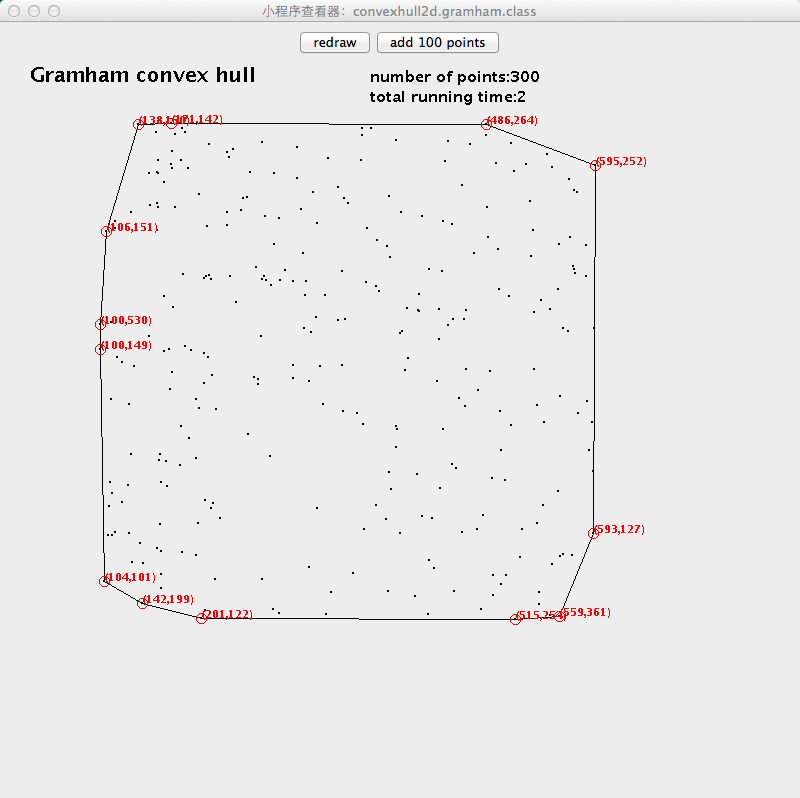 小程序查看器：convexhull2d.gramham.class
redraw
add 100 points
Gramham convex hull
number of points:300
total running time:2
(171,142)
(486,264)
(595,252)
(106,151)
(100,530)
(100,149)
(593,127)
(104,101)
(142,199)
(201,122)
(559,361)